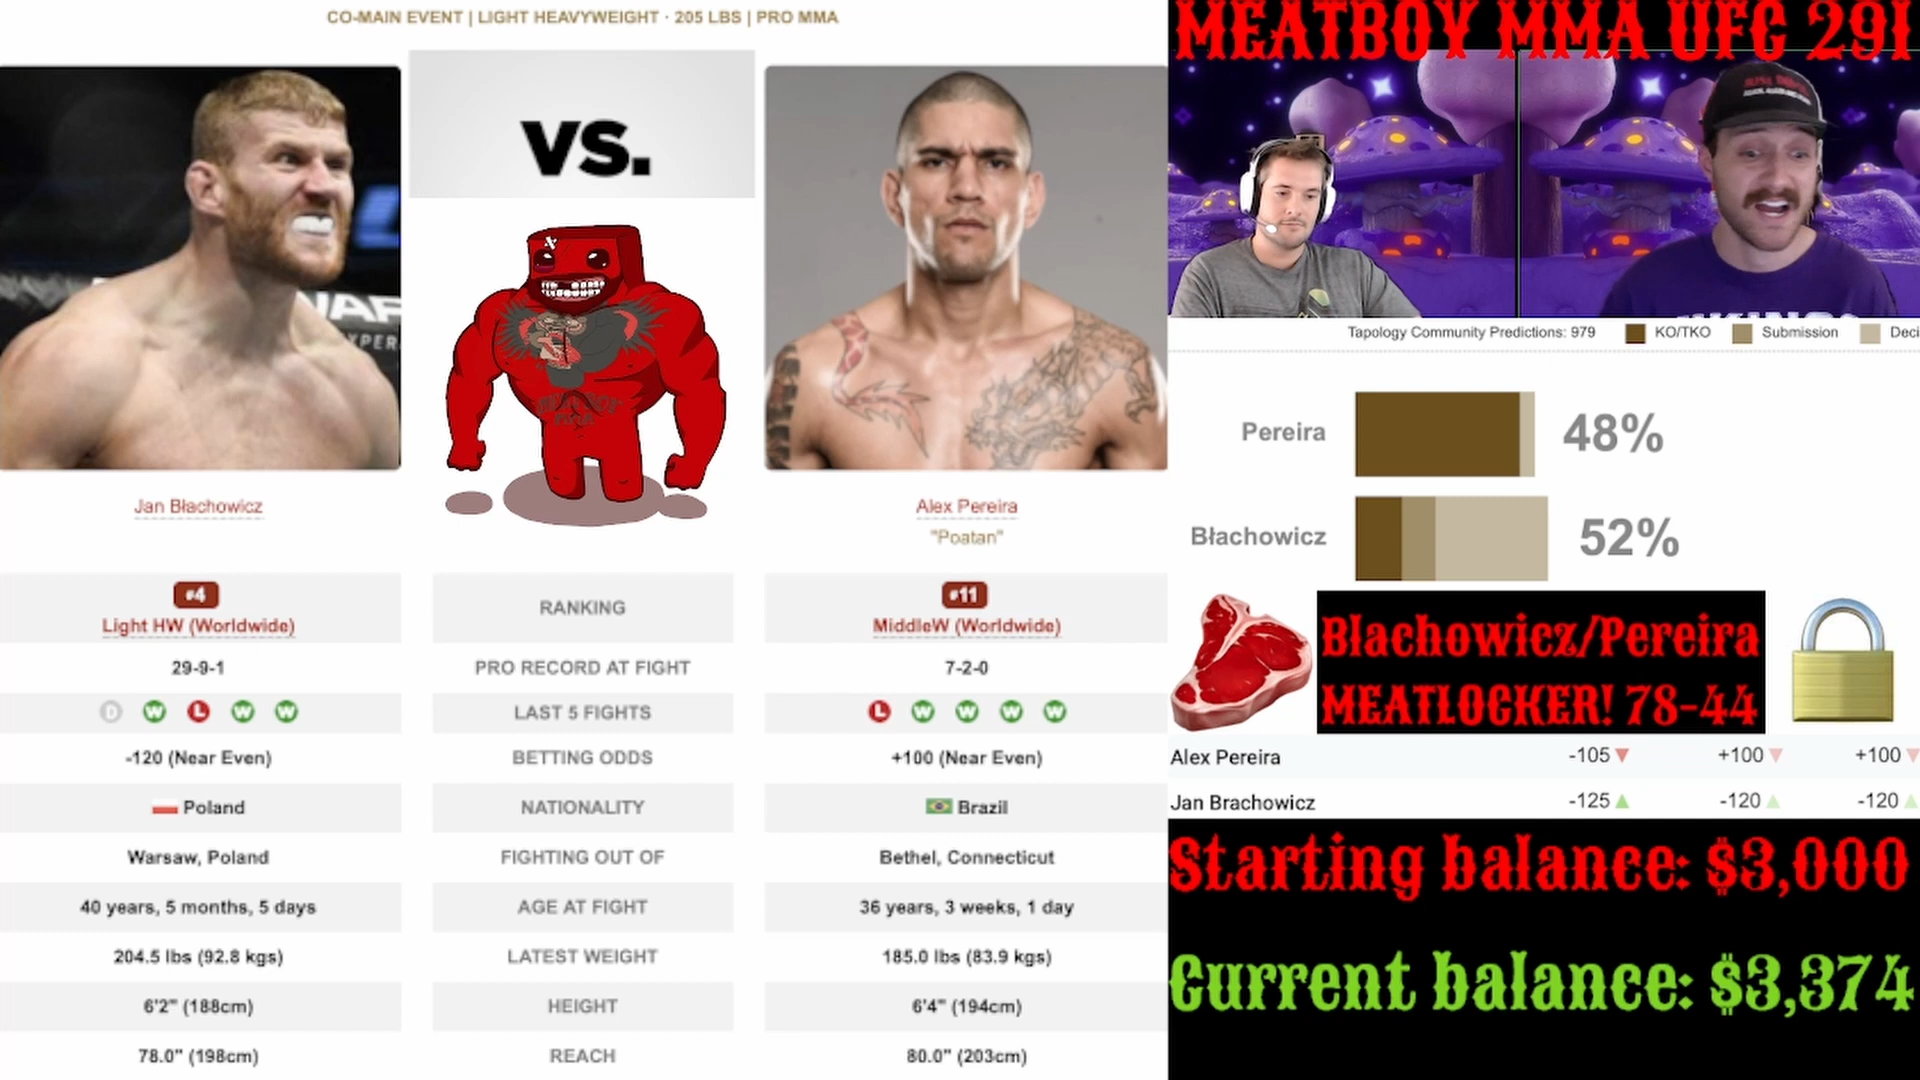 CO-MAIN EVENT | LIGHT HEAVYWEIGHT · 205 LBS | PRO MMA
VS.
Jan Błachowicz
Alex Pereira
"Poatan"
#4
Light HW (Worldwide)
RANKING
#11
MiddleW (Worldwide)
29-9-1
PRO RECORD AT FIGHT
7-2-0
D W L W W
LAST 5 FIGHTS
L W W W W
-120 (Near Even)
BETTING ODDS
+100 (Near Even)
Poland
NATIONALITY
Brazil
Warsaw, Poland
FIGHTING OUT OF
Bethel, Connecticut
40 years, 5 months, 5 days
AGE AT FIGHT
36 years, 3 weeks, 1 day
204.5 lbs (92.8 kgs)
LATEST WEIGHT
185.0 lbs (83.9 kgs)
6'2" (188cm)
HEIGHT
6'4" (194cm)
78.0" (198cm)
REACH
80.0" (203cm)
MEATBOY MMA UFC 291
Tapology Community Predictions: 979
KO/TKO
Submission
Deci
Pereira
48%
Błachowicz
52%
Błachowicz/Pereira
MEATLOCKER! 78-44
Alex Pereira -105 +100 +100
Jan Brachowicz -125 -120 -120
Starting balance: $3,000
Current balance: $3,374